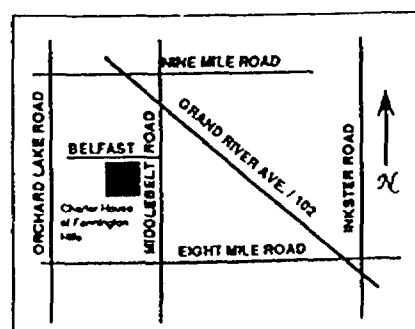 NINE MILE ROAD
ORCHARD LAKE ROAD
BELFAST
MIDDLEBELT ROAD
GRAND RIVER AVE. / 102
INKSTER ROAD
N
Charter House
of Farmington
Hills
EIGHT MILE ROAD